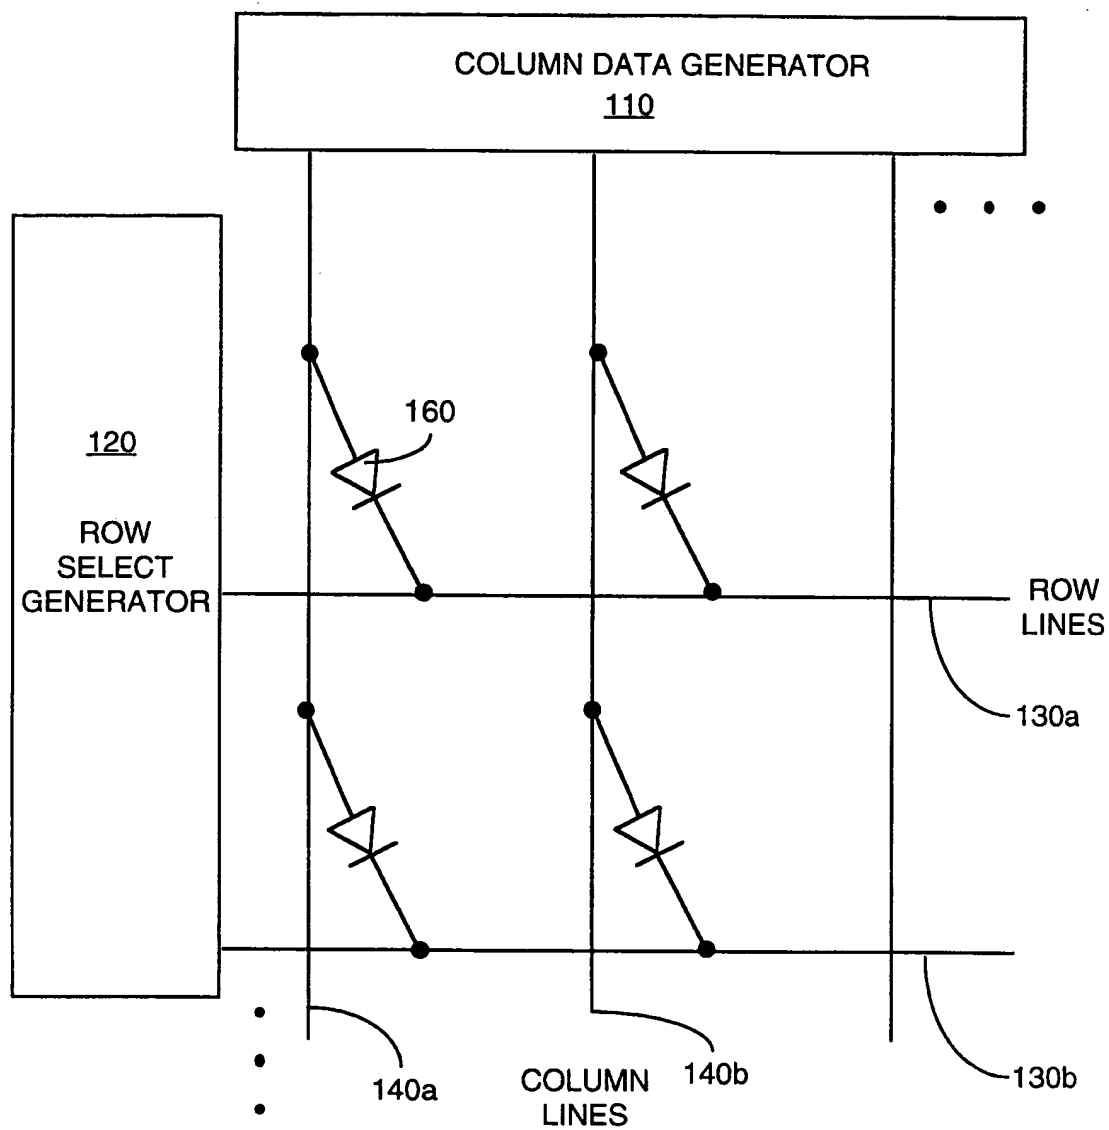 COLUMN DATA GENERATOR
110
120
ROW
SELECT
GENERATOR
160
ROW
LINES
130a
130b
140a
COLUMN
LINES
140b